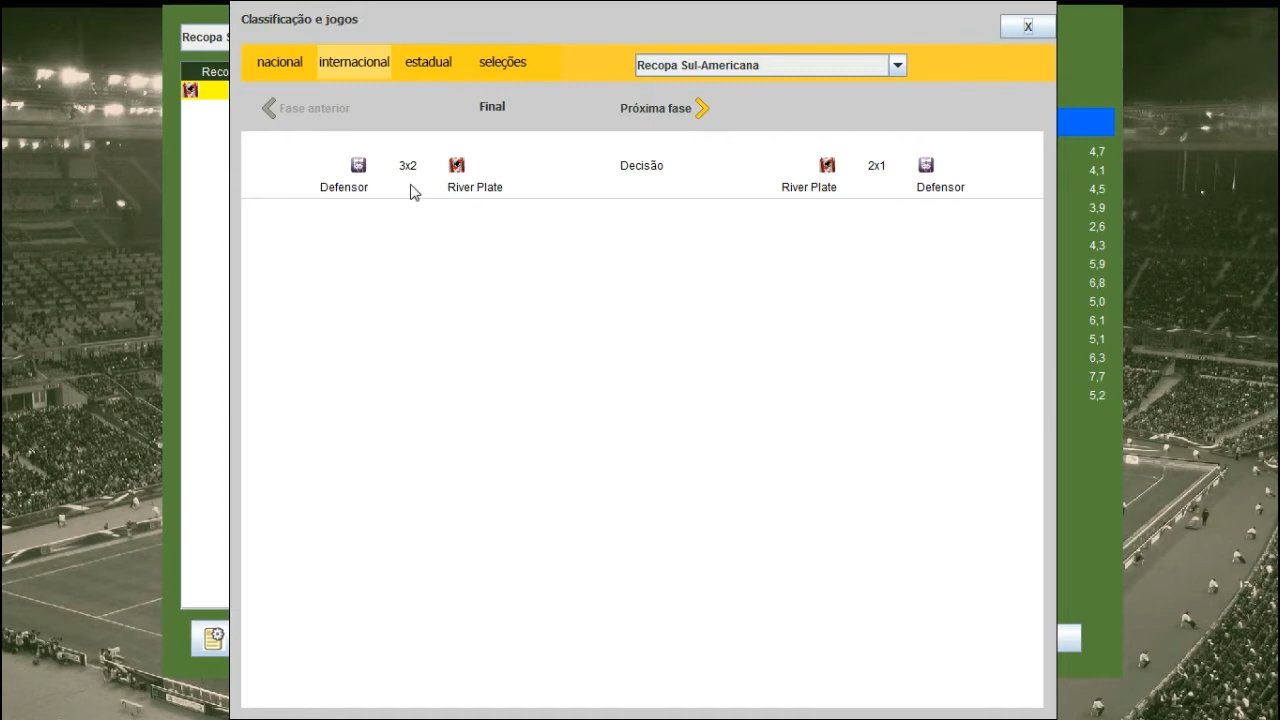 Classificação e jogos
X
nacional internacional estadual seleções
Recopa Sul-Americana
Fase anterior Final Próxima fase
3x2 Decisão 2x1
Defensor River Plate River Plate Defensor
Recopa
4,7
4,1
4,5
3,9
2,6
4,3
5,9
6,8
5,0
6,1
5,1
6,3
7,7
5,2